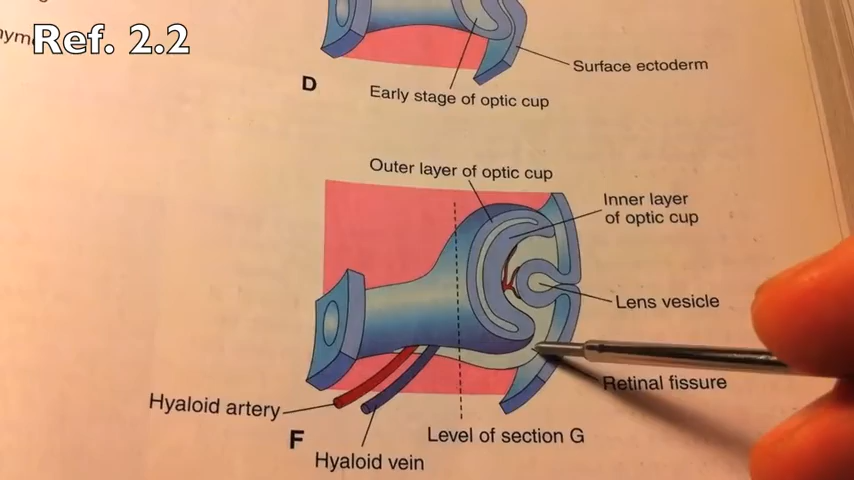 Ref. 2.2
Surface ectoderm
D
Early stage of optic cup
Outer layer of optic cup
Inner layer
of optic cup
Lens vesicle
Retinal fissure
Hyaloid artery
F
Level of section G
Hyaloid vein